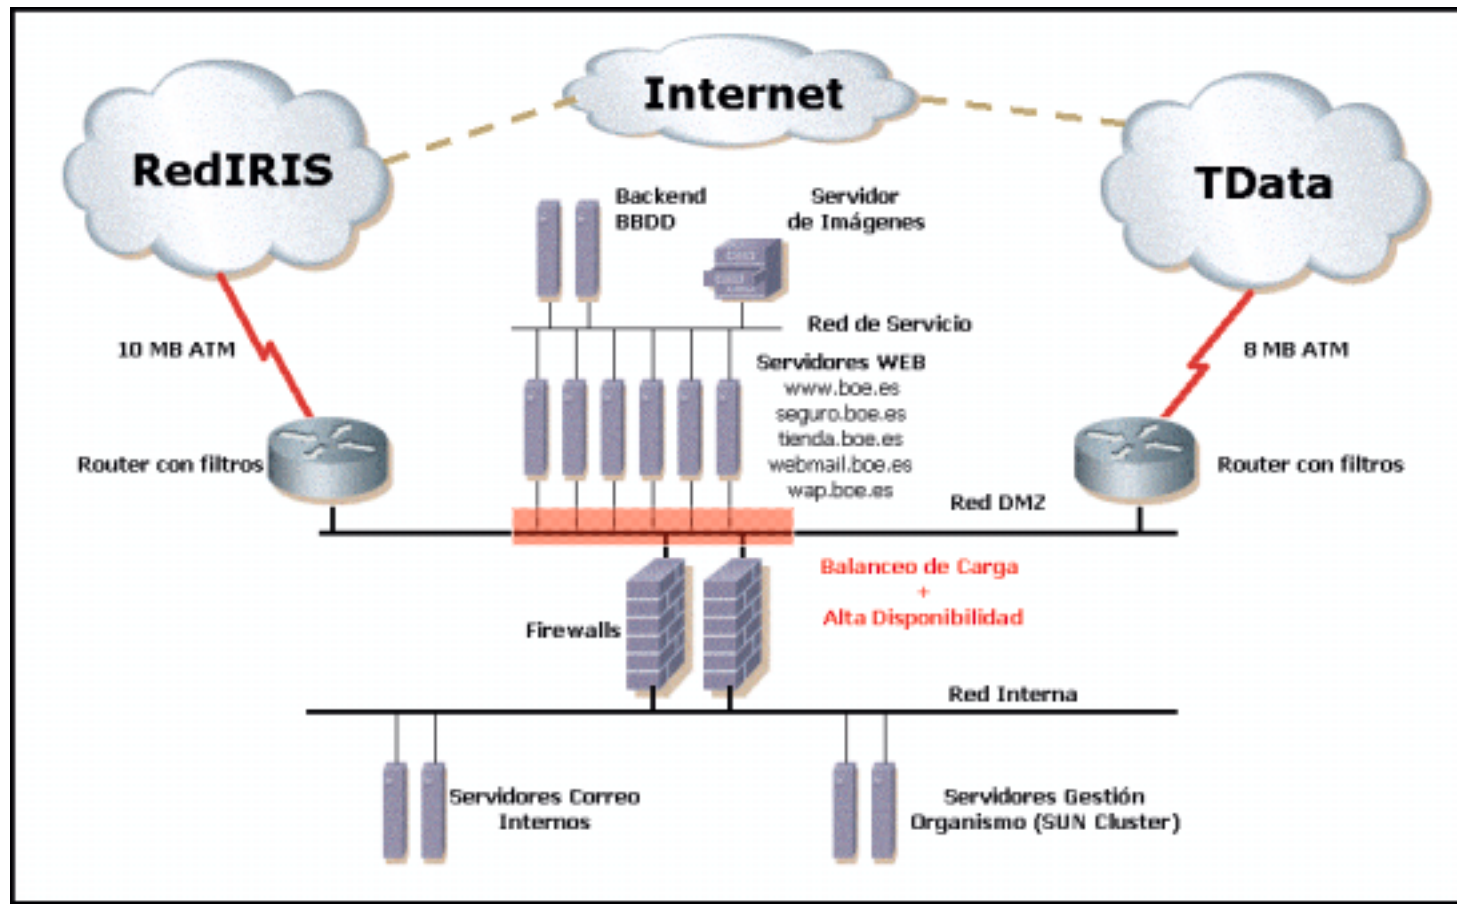 Internet
RedIRIS
TData
Backend
BBDD
Servidor
de Imágenes
Red de Servicio
10 MB ATM
8 MB ATM
Servidores WEB
www.boe.es
seguro.boe.es
tienda.boe.es
webmail.boe.es
wap.boe.es
Router con filtros
Router con filtros
Red DMZ
Balanceo de Carga
+
Alta Disponibilidad
Firewalls
Red Interna
Servidores Correo
Internos
Servidores Gestión
Organismo (SUN Cluster)